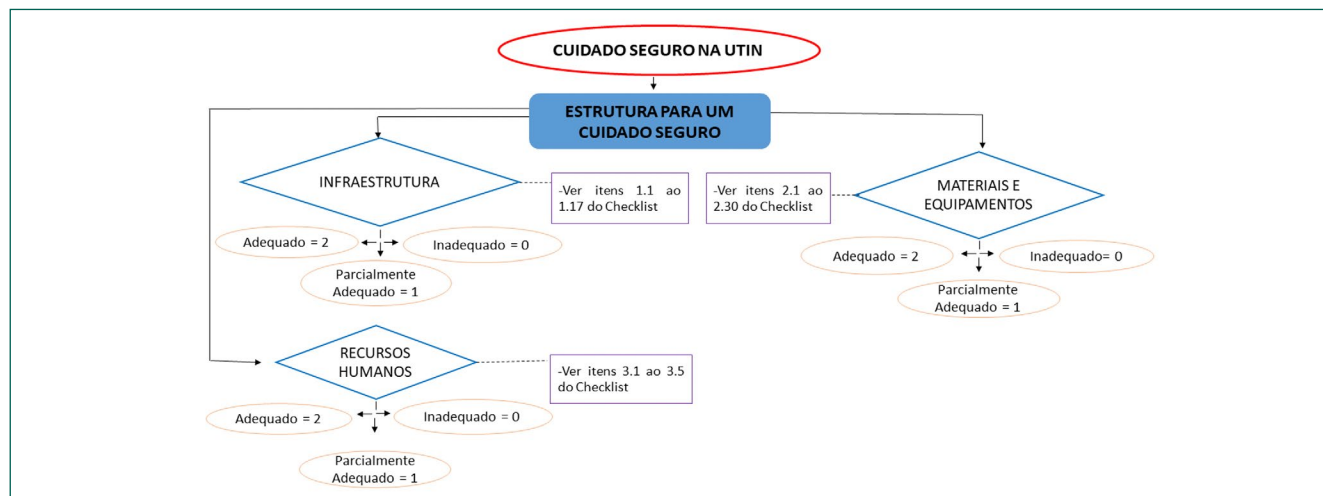 CUIDADO SEGURO NA UTIN
ESTRUTURA PARA UM
CUIDADO SEGURO
INFRAESTRUTURA
-Ver itens 1.1 ao
1.17 do Checklist
-Ver itens 2.1 ao
2.30 do Checklist
MATERIAIS E
EQUIPAMENTOS
Adequado = 2
Inadequado = 0
Parcialmente
Adequado = 1
Adequado = 2
Inadequado= 0
Parcialmente
Adequado = 1
RECURSOS
HUMANOS
-Ver itens 3.1 ao 3.5
do Checklist
Adequado = 2
Inadequado = 0
Parcialmente
Adequado = 1